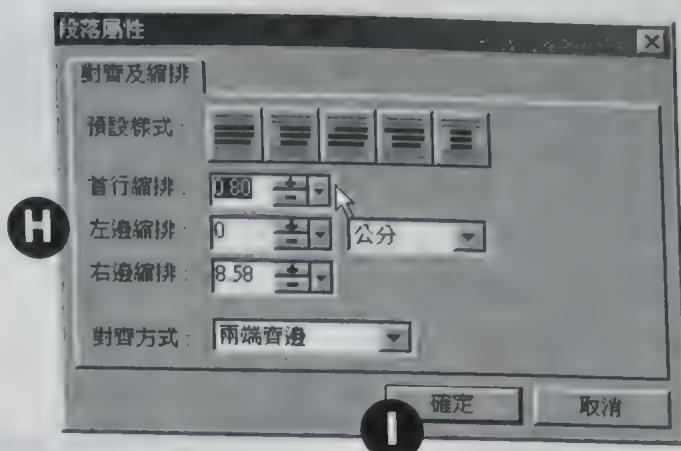 段落屬性
對齊及縮排
預設樣式：
首行縮排： 0.80
H
左邊縮排： 0 公分
右邊縮排： 8.58
對齊方式： 兩端齊邊
確定 取消
I